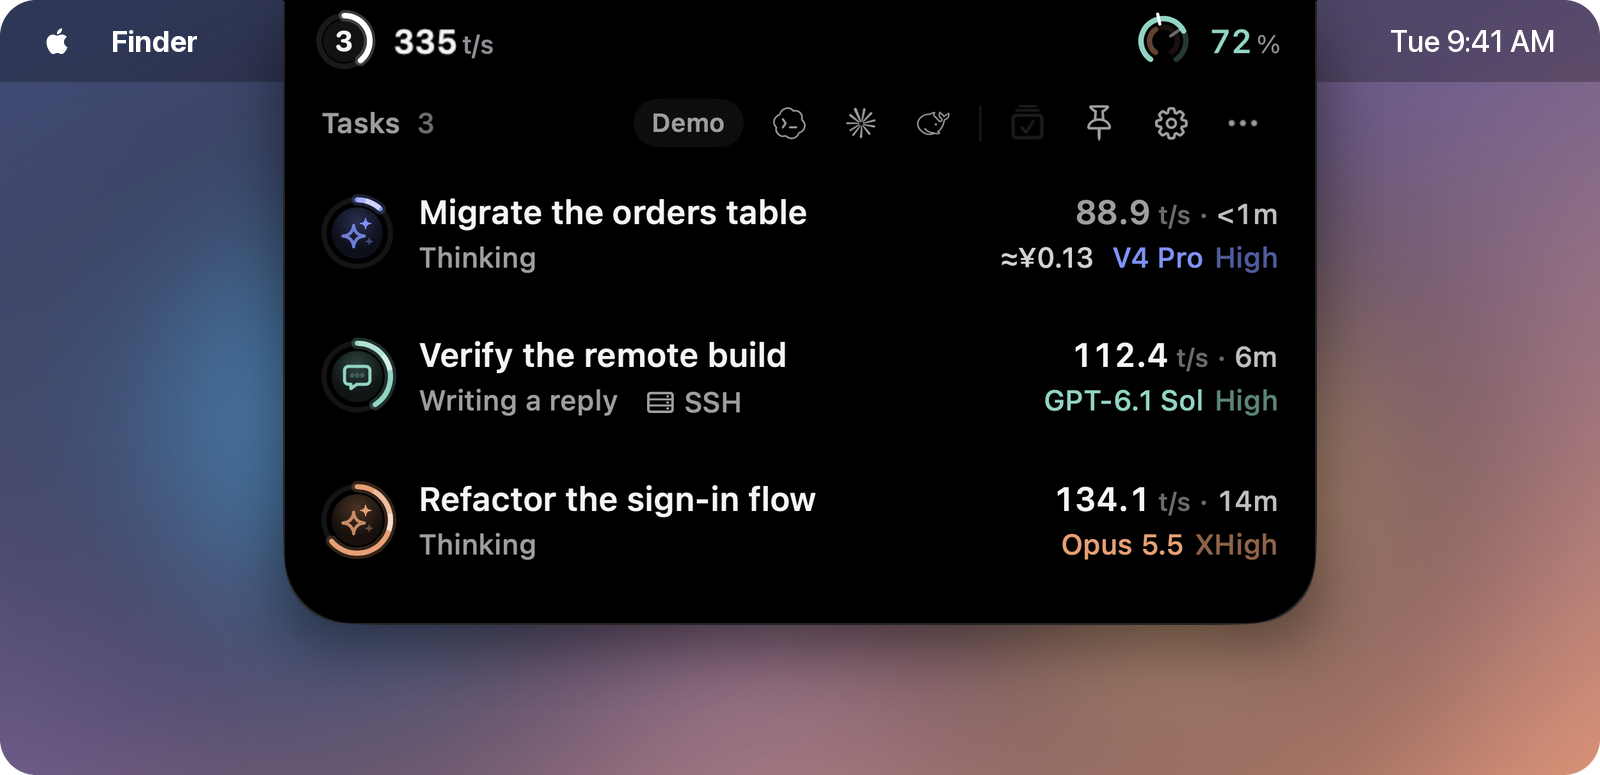 Finder
3 335 t/s
72 %
Tue 9:41 AM
Tasks 3
Demo
Migrate the orders table
88.9 t/s · <1m
Thinking
≈¥0.13 V4 Pro High
Verify the remote build
112.4 t/s · 6m
Writing a reply SSH
GPT-6.1 Sol High
Refactor the sign-in flow
134.1 t/s · 14m
Thinking
Opus 5.5 XHigh